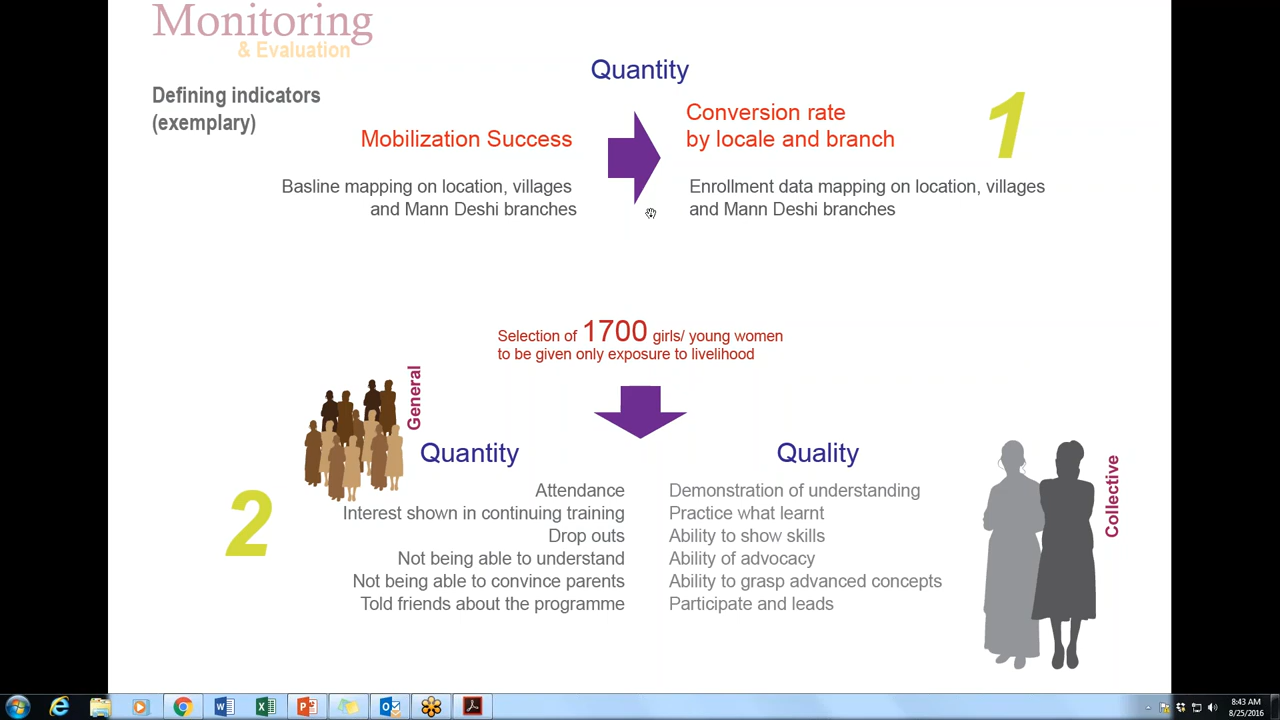 Monitoring
& Evaluation
Defining indicators
(exemplary)
Quantity
Mobilization Success
Basline mapping on location, villages
and Mann Deshi branches
Conversion rate
by locale and branch
Enrollment data mapping on location, villages
and Mann Deshi branches
1
Selection of 1700 girls/ young women
to be given only exposure to livelihood
General
2
Quantity
Attendance
Interest shown in continuing training
Drop outs
Not being able to understand
Not being able to convince parents
Told friends about the programme
Quality
Demonstration of understanding
Practice what learnt
Ability to show skills
Ability of advocacy
Ability to grasp advanced concepts
Participate and leads
Collective
8:43 AM
8/25/2016